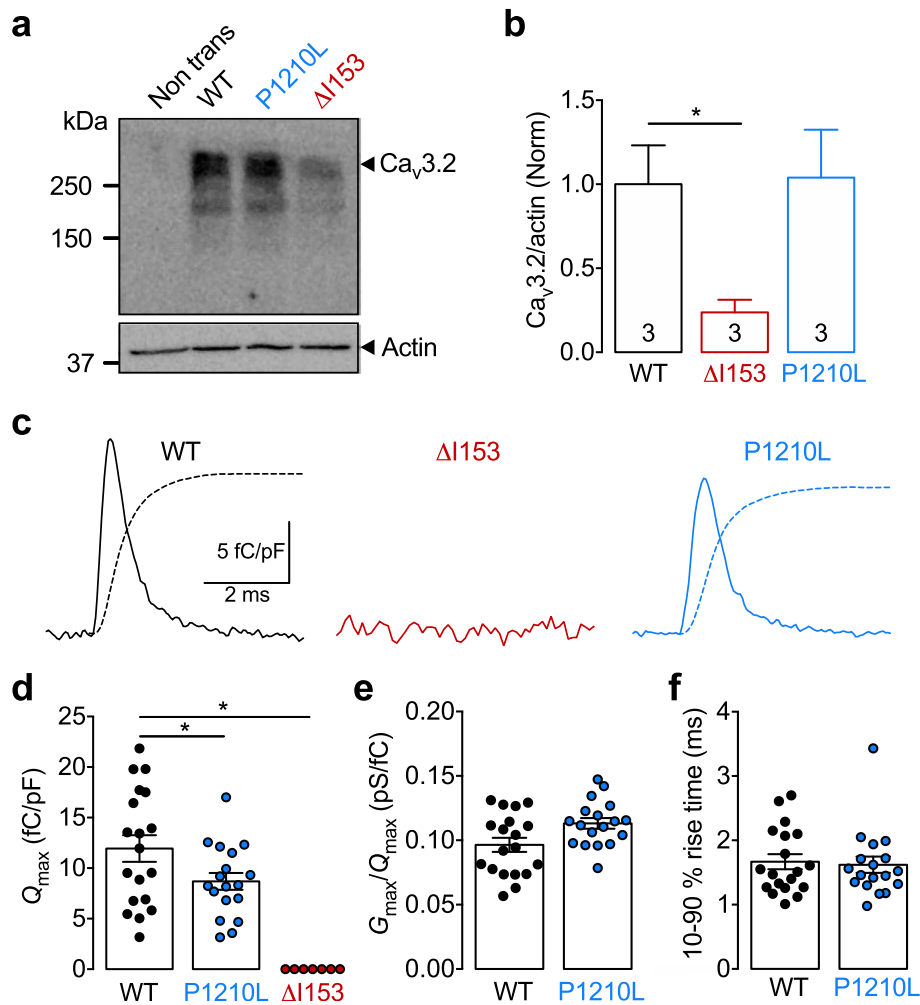 a
Non trans
WT
P1210L
ΔI153
kDa
250
150
37
Cav3.2
Actin
b
Cav3.2/actin (Norm)
1.5
1.0
0.5
0.0
*
3
3
3
WT
ΔI153
P1210L
c
WT
ΔI153
P1210L
5 fC/pF
2 ms
d
Qmax (fC/pF)
25
20
15
10
5
0
*
*
WT
P1210L
ΔI153
e
Gmax/Qmax (pS/fC)
0.20
0.15
0.10
0.05
0.00
WT
P1210L
f
10-90 % rise time (ms)
4
3
2
1
0
WT
P1210L